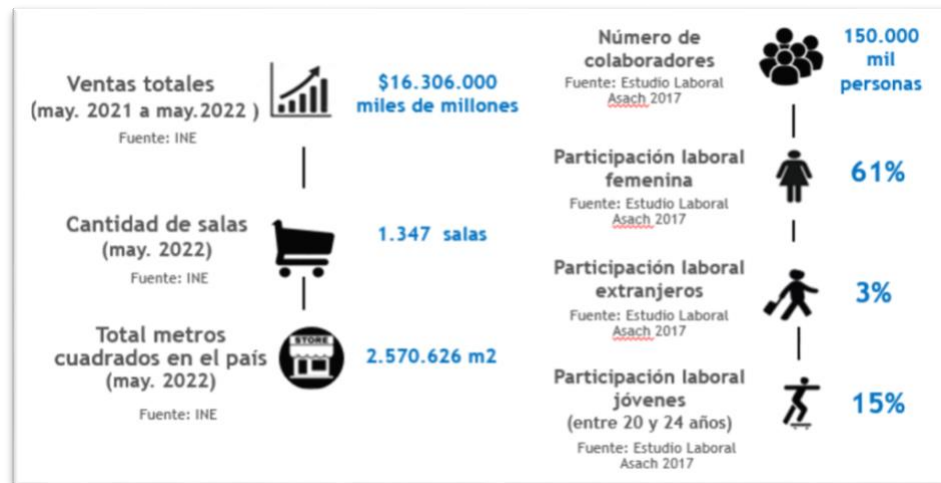 Ventas totales
(may. 2021 a may.2022 )
Fuente: INE
$16.306.000
miles de millones
Cantidad de salas
(may. 2022)
Fuente: INE
1.347 salas
Total metros
cuadrados en el país
(may. 2022)
Fuente: INE
STORE
2.570.626 m2
Número de
colaboradores
Fuente: Estudio Laboral
Asach 2017
150.000
mil
personas
Participación laboral
femenina
Fuente: Estudio Laboral
Asach 2017
61%
Participación laboral
extranjeros
Fuente: Estudio Laboral
Asach 2017
3%
Participación laboral
jóvenes
(entre 20 y 24 años)
Fuente: Estudio Laboral
Asach 2017
15%